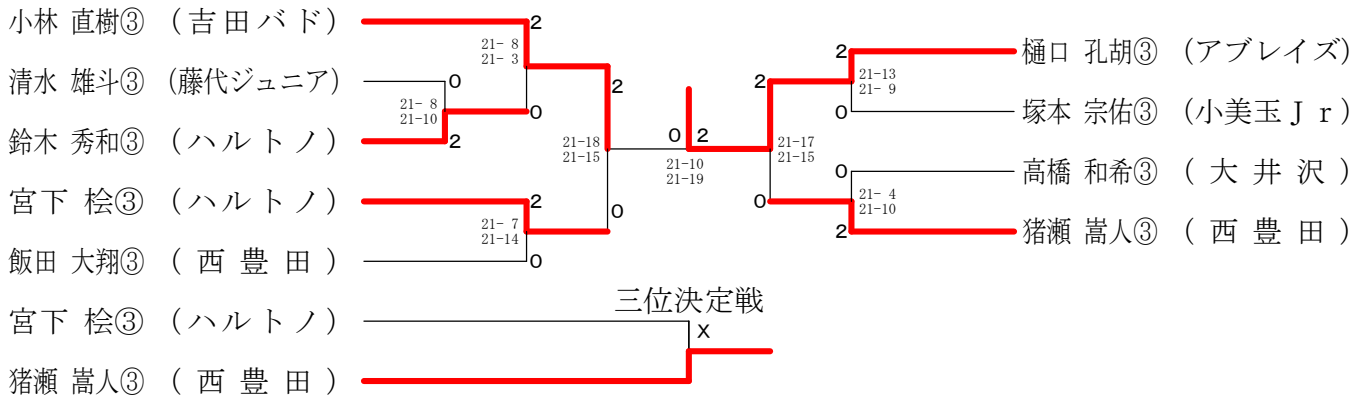 小林 直樹③ (吉田バド)
2
21- 8
21- 3
清水 雄斗③ (藤代ジュニア)
0
21- 8
21-10
0
鈴木 秀和③ (ハルトノ)
2
2
21-18
21-15
宮下 桧③ (ハルトノ)
2
0
21- 7
21-14
飯田 大翔③ (西豊田)
0
0 2
21-10
21-19
2
樋口 孔胡③ (アブレイズ)
2
21-13
21- 9
0
塚本 宗佑③ (小美玉Jr)
21-17
21-15
高橋 和希③ (大井沢)
0
21- 4
21-10
0
2
猪瀬 嵩人③ (西豊田)
三位決定戦
宮下 桧③ (ハルトノ)
X
猪瀬 嵩人③ (西豊田)